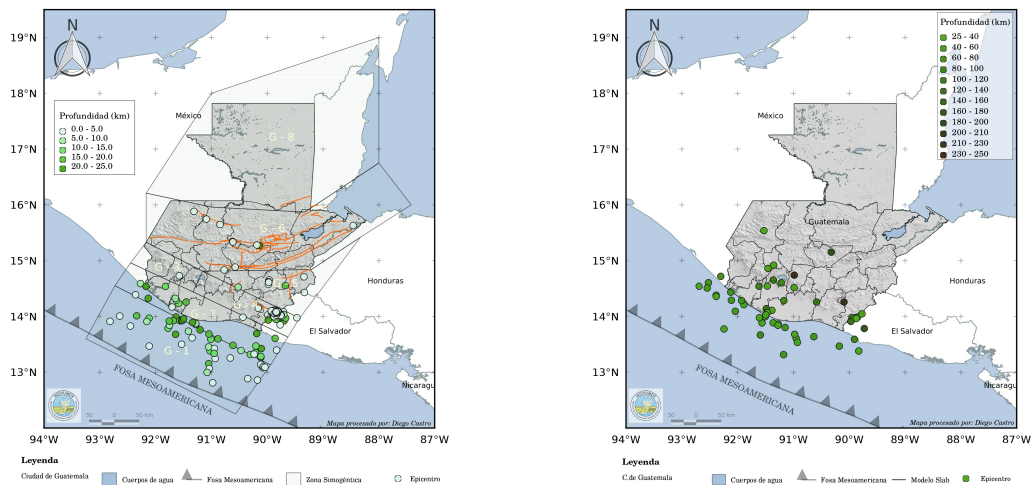 N
19°N
18°N
17°N
16°N
15°N
14°N
13°N
94°W
93°W
92°W
91°W
90°W
89°W
88°W
87°W
Profundidad (km)
0.0 - 5.0
5.0 - 10.0
10.0 - 15.0
15.0 - 20.0
20.0 - 25.0
México
G - 8
G - 1
Honduras
El Salvador
Nicaragu
FOSA MESOAMERICANA
50 0 50 km
Mapa procesado por: Diego Castro
Leyenda
Ciudad de Guatemala
Cuerpos de agua
Fosa Mesoamericana
Zona Simogéntica
Epicentro
N
19°N
18°N
17°N
16°N
15°N
14°N
13°N
94°W
93°W
92°W
91°W
90°W
89°W
88°W
87°W
Profundidad (km)
25 - 40
40 - 60
60 - 80
80 - 100
100 - 120
120 - 140
140 - 160
160 - 180
180 - 200
200 - 210
210 - 230
230 - 250
México
Guatemala
Honduras
El Salvador
Nicaragu
FOSA MESOAMERICANA
50 0 50 km
Mapa procesado por: Diego Castro
Leyenda
C.de Guatemala
Cuerpos de agua
Fosa Mesoamericana
Modelo Slab
Epicentro